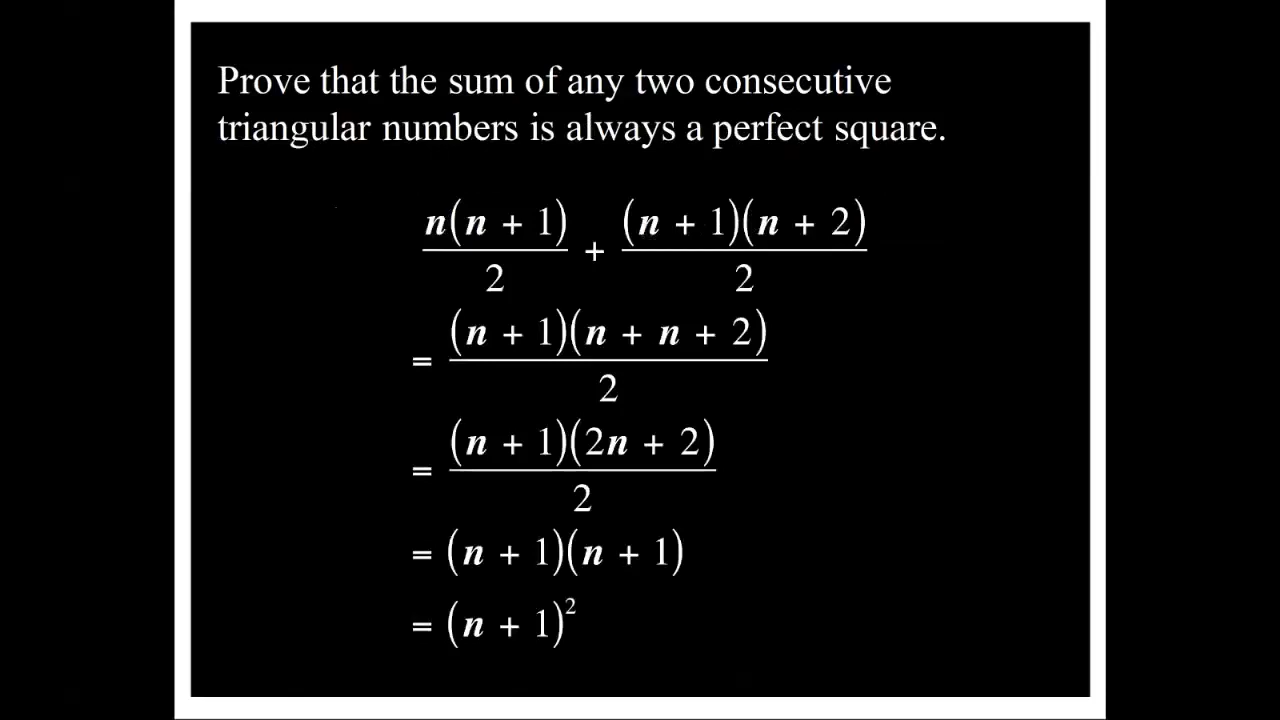 Prove that the sum of any two consecutive
triangular numbers is always a perfect square.
n(n + 1)/2 + (n + 1)(n + 2)/2
= (n + 1)(n + n + 2)/2
= (n + 1)(2n + 2)/2
= (n + 1)(n + 1)
= (n + 1)²